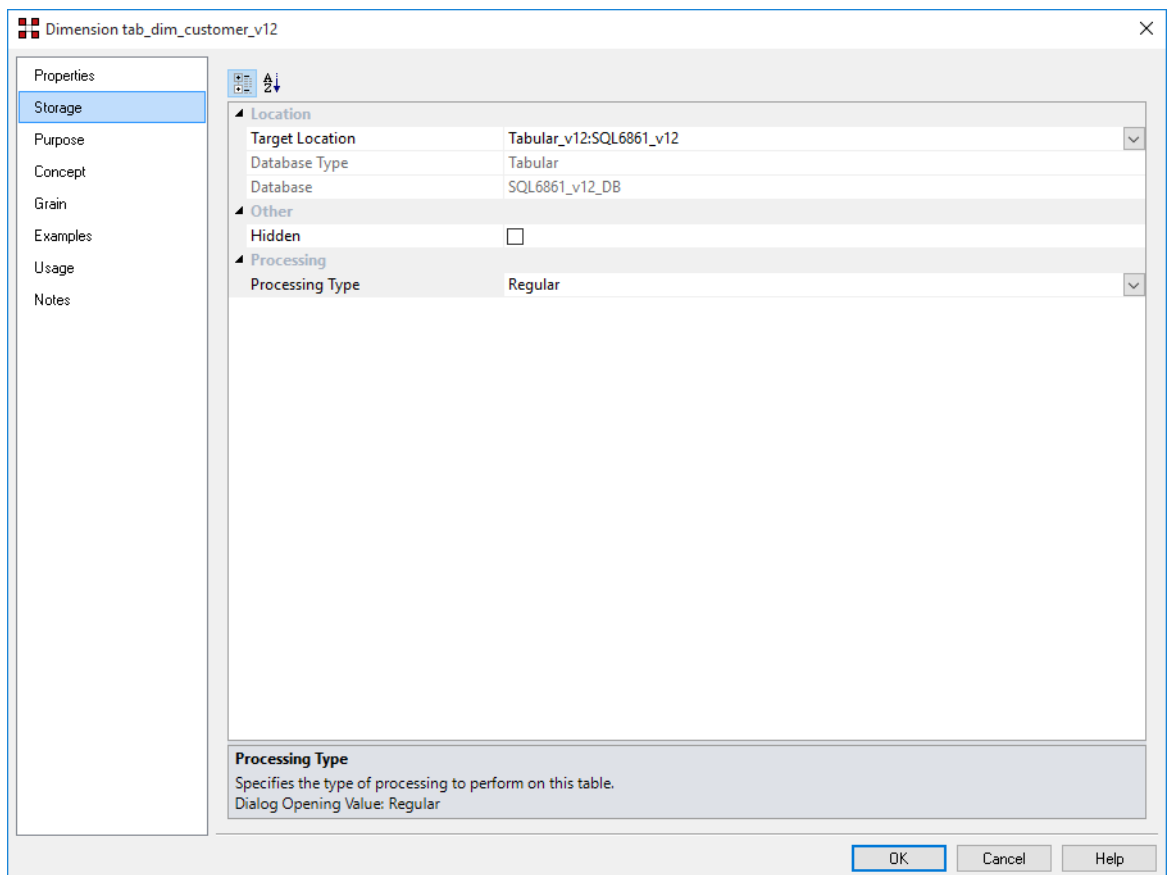 Dimension tab_dim_customer_v12
Properties
Storage
Purpose
Concept
Grain
Examples
Usage
Notes
Location
Target Location Tabular_v12:SQL6861_v12
Database Type Tabular
Database SQL6861_v12_DB
Other
Hidden
Processing
Processing Type Regular
Processing Type
Specifies the type of processing to perform on this table.
Dialog Opening Value: Regular
OK Cancel Help